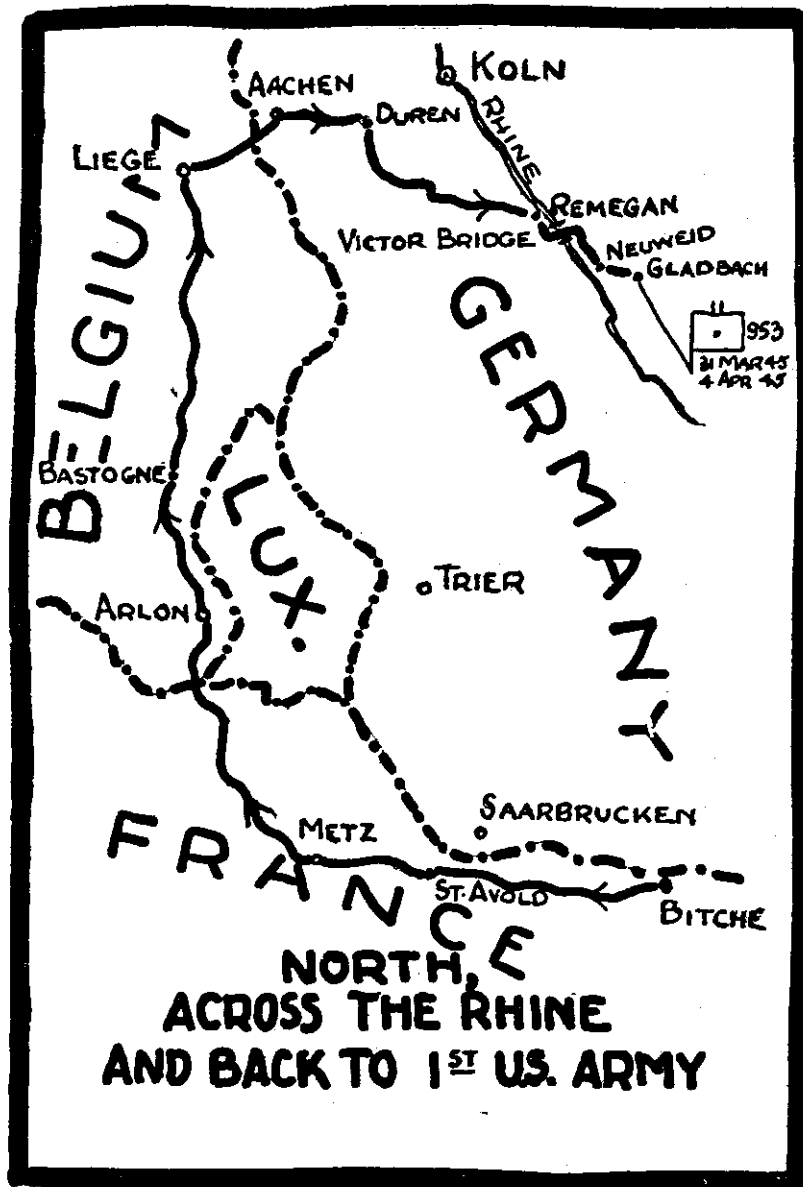 KOLN
AACHEN
DUREN
RHINE
LIEGE
BELGIUM
REMEGAN
VICTOR BRIDGE
NEUWEID
GLADBACH
GERMANY
953
31 MAR 45
4 APR 45
BASTOGNE
LUX.
TRIER
ARLON
SAARBRUCKEN
METZ
FRANCE
ST. AVOLD
BITCHE
NORTH,
ACROSS THE RHINE
AND BACK TO 1ST U.S. ARMY